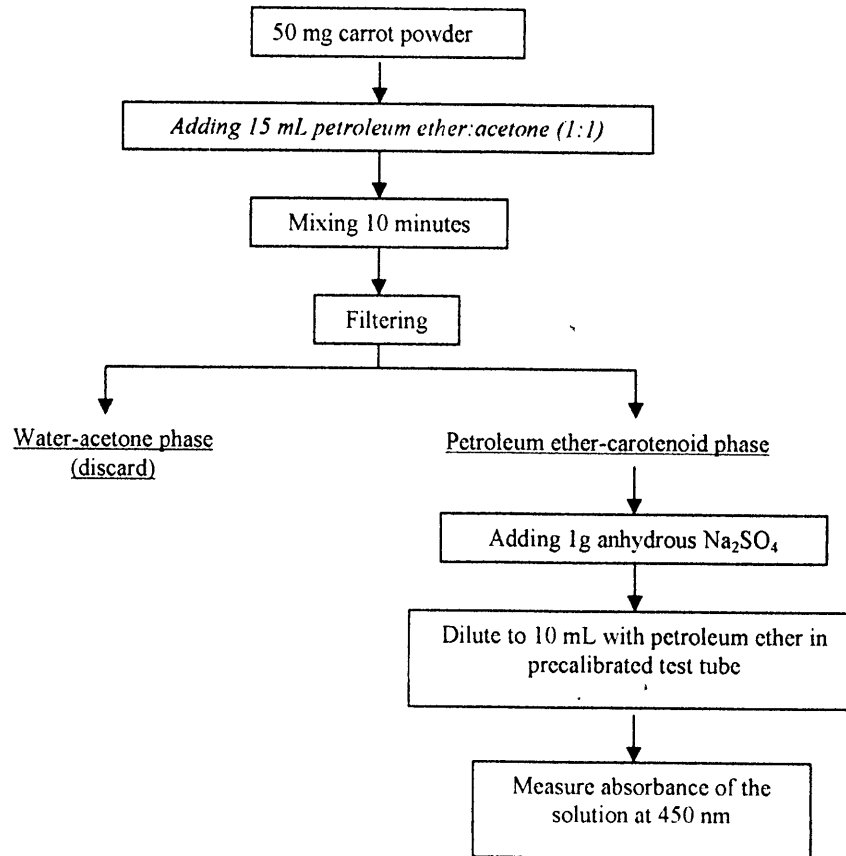 50 mg carrot powder
Adding 15 mL petroleum ether:acetone (1:1)
Mixing 10 minutes
Filtering
Water-acetone phase
(discard)
Petroleum ether-carotenoid phase
Adding 1g anhydrous Na₂SO₄
Dilute to 10 mL with petroleum ether in
precalibrated test tube
Measure absorbance of the
solution at 450 nm